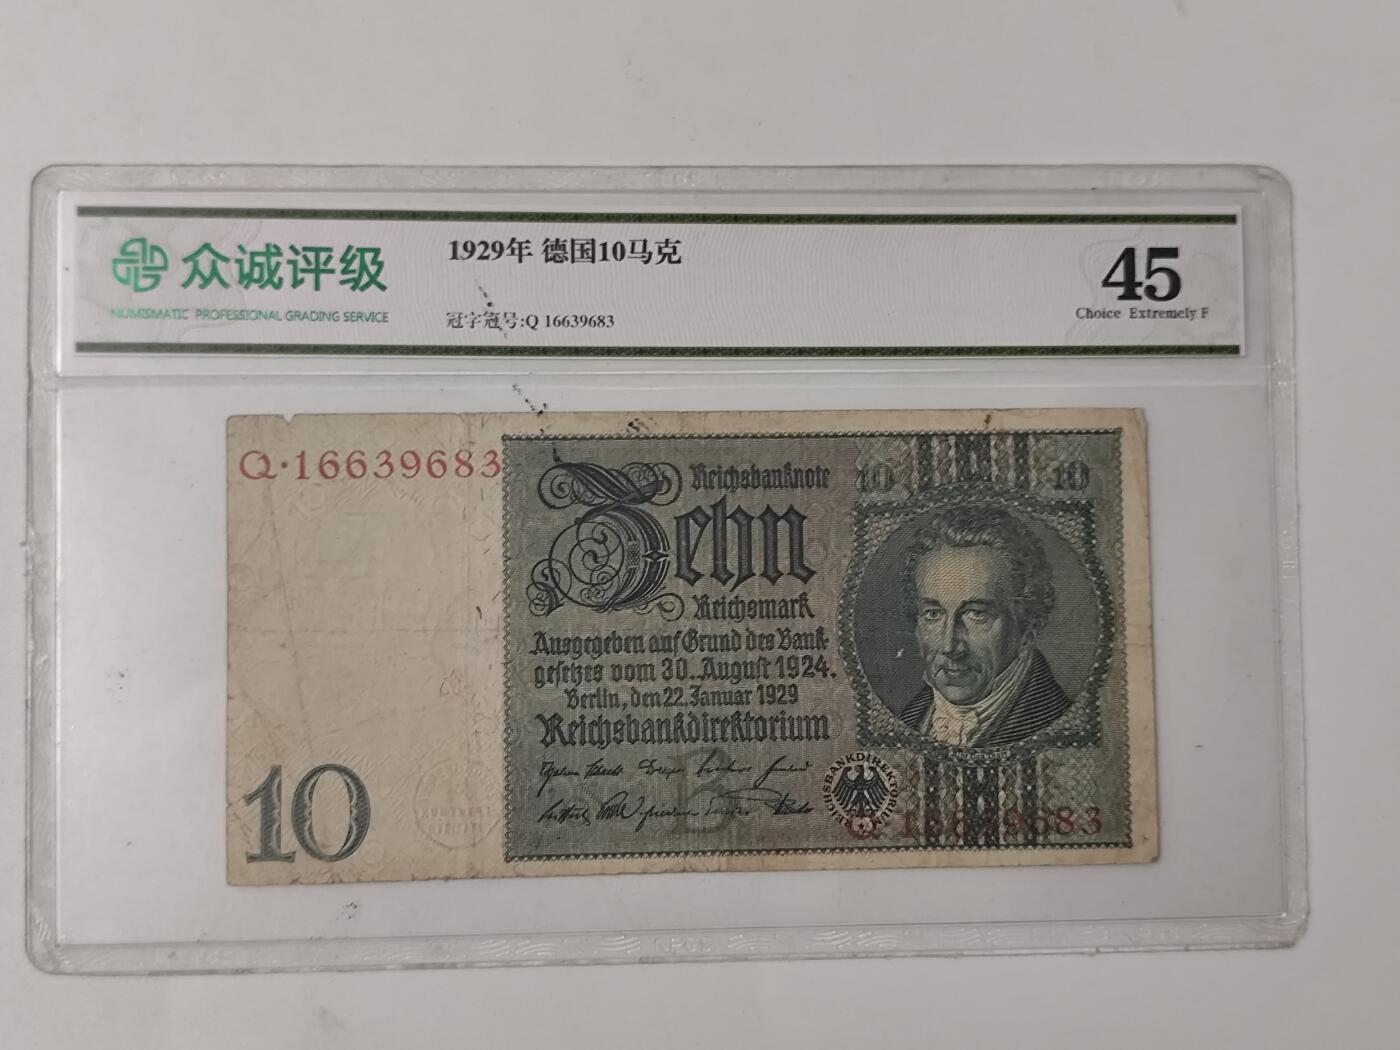 众诚评级
NUMISMATIC PROFESSIONAL GRADING SERVICE
1929年 德国10马克
冠字冠号:Q 16639683
45
Choice Extremely F
Q·16639683
Reichsbanknote
Zehn
Reichsmark
Ausgegeben auf Grund des Bank-
gesetzes vom 30. August 1924.
Berlin, den 22. Januar 1929
Reichsbankdirektorium
10
10
10
REICHSBANKDIREKTORIUM
Q·16639683
NPGS